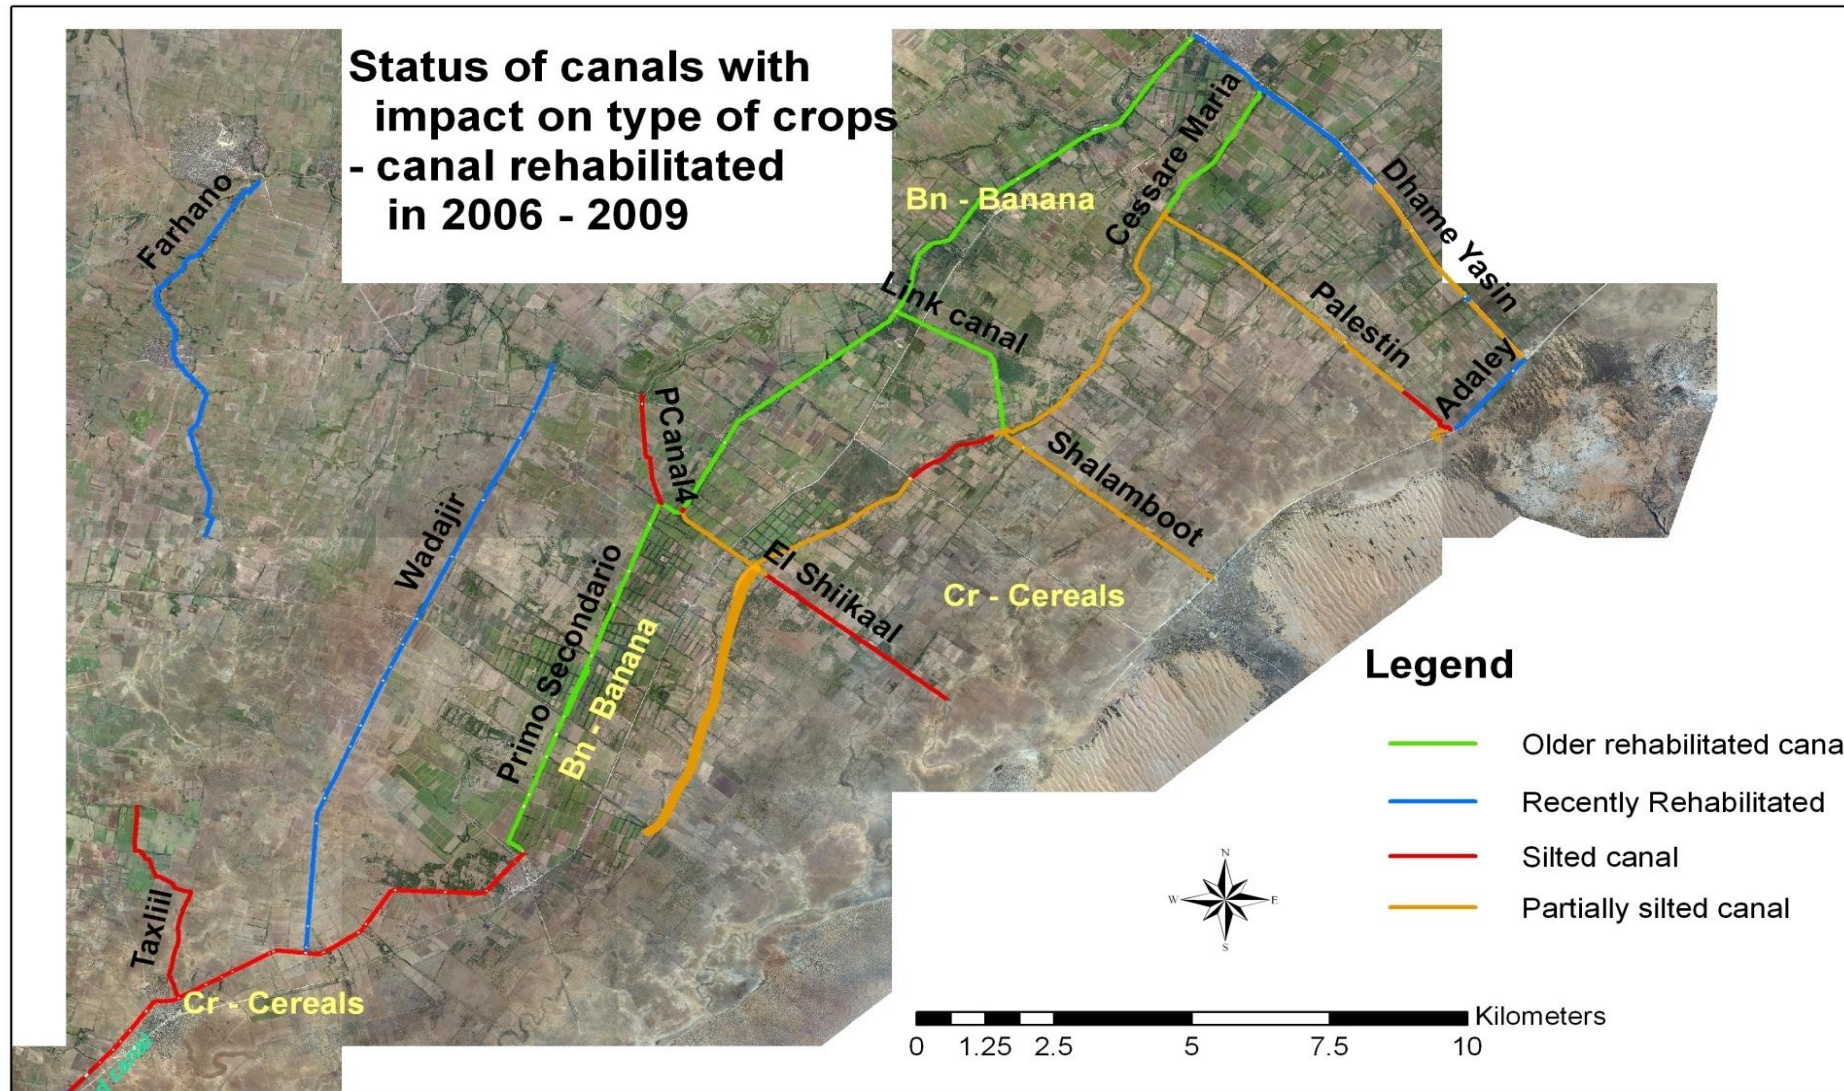 Status of canals with
impact on type of crops
- canal rehabilitated
in 2006 - 2009
Farhano
Cessare Maria
Dhame Yasin
Bn - Banana
Link canal
Palestin
Adaley
PCanal4
Shalamboot
Wadajir
El Shiikaal
Primo Secondario
Bn - Banana
Cr - Cereals
Taxliil
Cr - Cereals
d canal
Legend
Older rehabilitated cana
Recently Rehabilitated
Silted canal
Partially silted canal
N
W
E
S
Kilometers
0 1.25 2.5 5 7.5 10